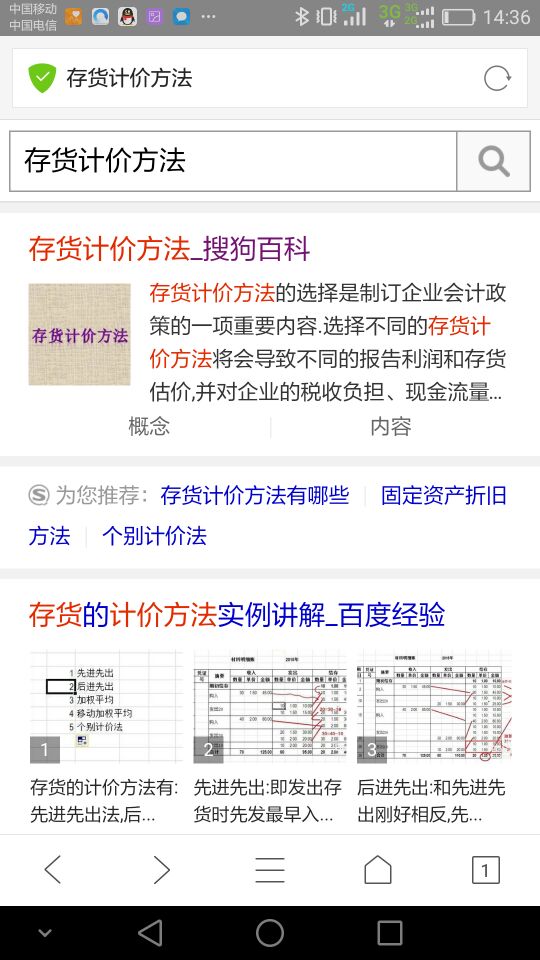 中国移动
中国电信
2G
3G
3G
2G
14:36
存货计价方法
存货计价方法
存货计价方法_搜狗百科
存货计价方法
存货计价方法的选择是制订企业会计政
策的一项重要内容.选择不同的存货计
价方法将会导致不同的报告利润和存货
估价,并对企业的税收负担、现金流量...
概念
内容
为您推荐: 存货计价方法有哪些 固定资产折旧
方法 个别计价法
存货的计价方法实例讲解_百度经验
1 先进先出
2 后进先出
3 加权平均
4 移动加权平均
5 个别计价法
1
材料明细账 2015年
2
材料明细账 2015年
3
存货的计价方法有:
先进先出法,后...
先进先出:即发出存
货时先发最早入...
后进先出:和先进先
出刚好相反,先...
1